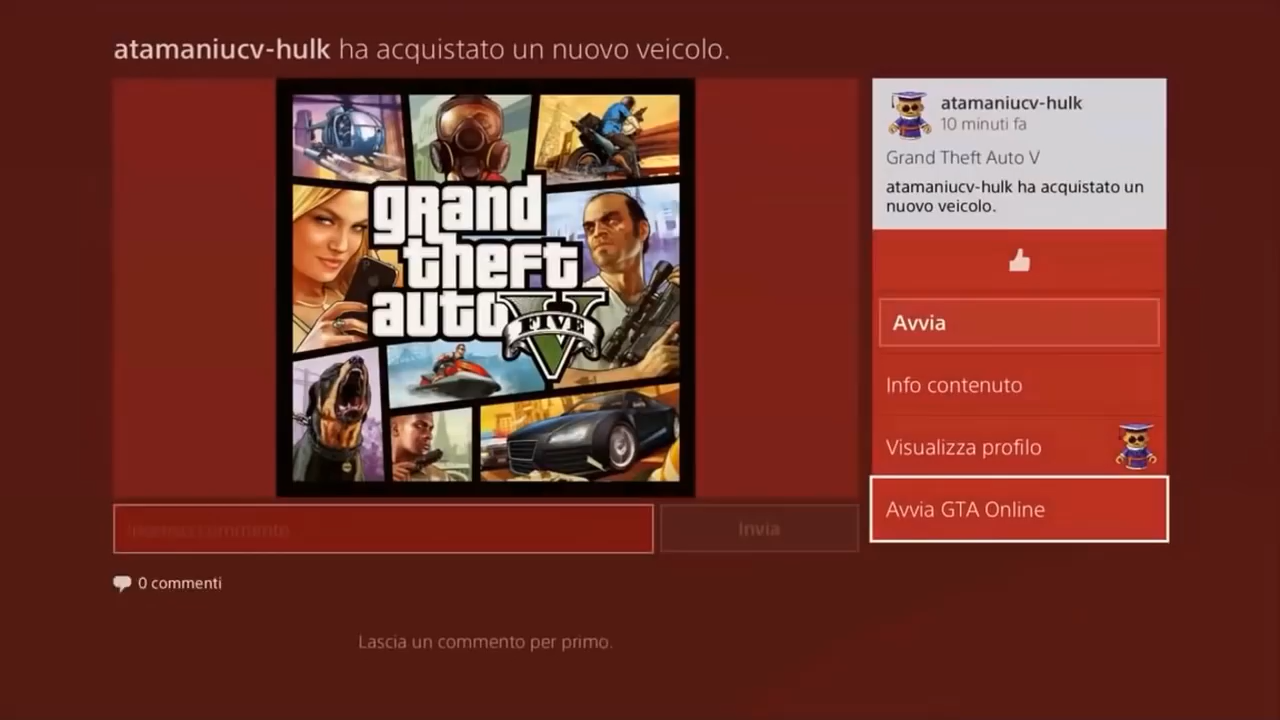 atamaniucv-hulk ha acquistato un nuovo veicolo.
grand
theft
auto
FIVE
atamaniucv-hulk
10 minuti fa
Grand Theft Auto V
atamaniucv-hulk ha acquistato un
nuovo veicolo.
Avvia
Info contenuto
Visualizza profilo
Avvia GTA Online
Invia
0 commenti
Lascia un commento per primo.